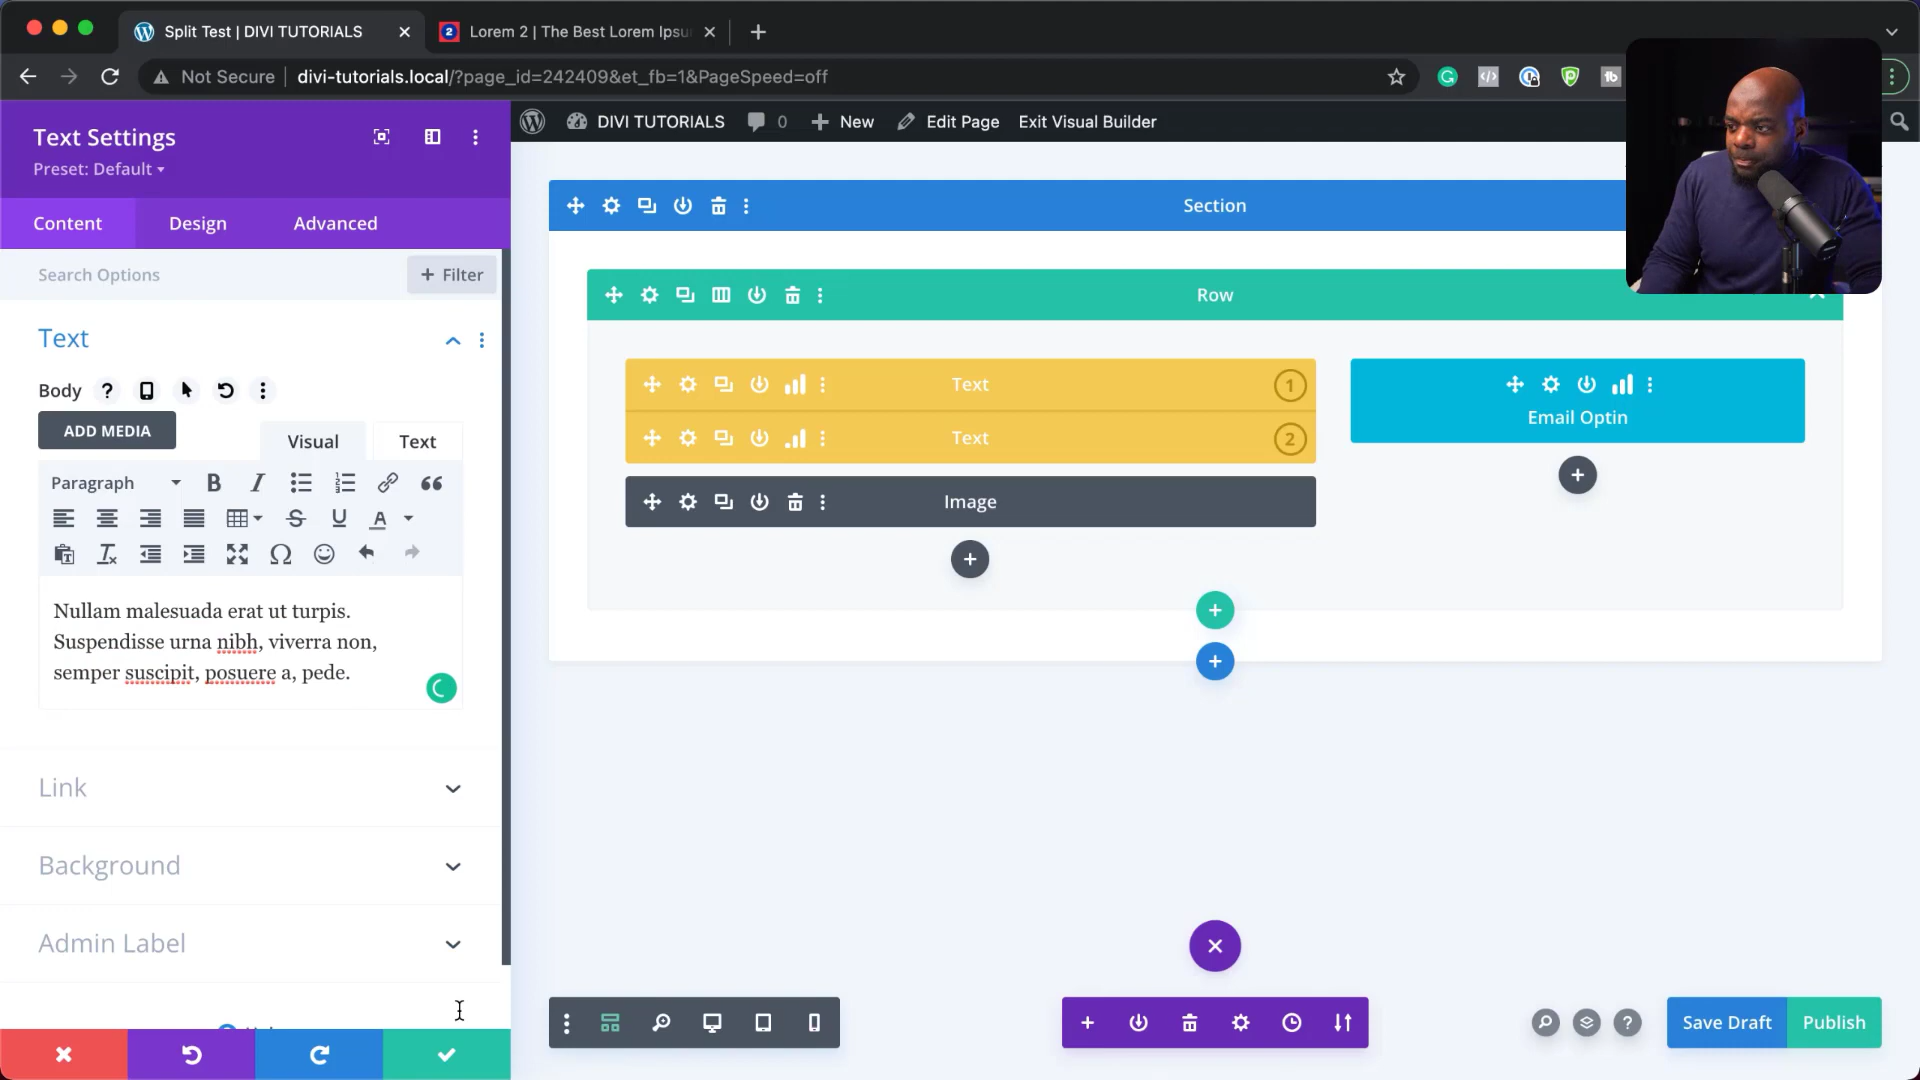 Split Test | DIVI TUTORIALS
Lorem 2 | The Best Lorem Ipsu
Not Secure
divi-tutorials.local/?page_id=242409&et_fb=1&PageSpeed=off
Text Settings
Preset: Default
Content
Design
Advanced
Search Options
+ Filter
Text
Body
ADD MEDIA
Visual
Text
Paragraph
Nullam malesuada erat ut turpis.
Suspendisse urna nibh, viverra non,
semper suscipit, posuere a, pede.
Link
Background
Admin Label
DIVI TUTORIALS
0
New
Edit Page
Exit Visual Builder
Section
Row
Text
1
Text
2
Image
Email Optin
Save Draft
Publish